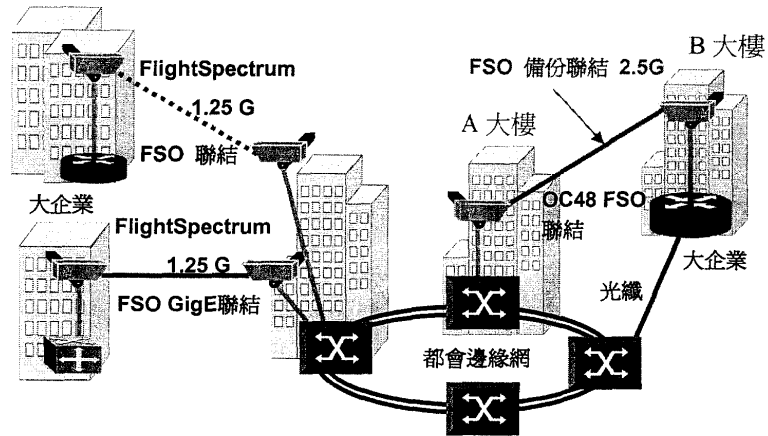 FlightSpectrum
1.25 G
FSO 聯結
大企業
FlightSpectrum
1.25 G
FSO GigE聯結
B 大樓
FSO 備份聯結 2.5G
A 大樓
OC48 FSO
聯結
大企業
光纖
都會邊緣網